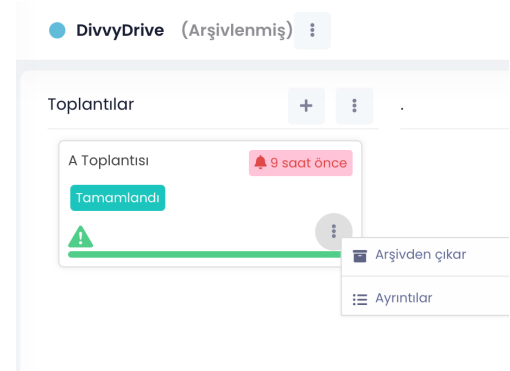 DivvyDrive (Arşivlenmiş)
Toplantılar
.
A Toplantısı
9 saat önce
Tamamlandı
Arşivden çıkar
Ayrıntılar